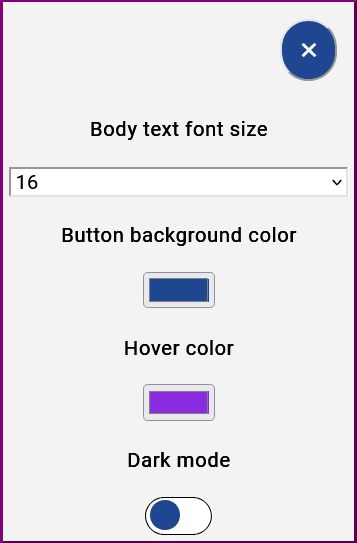 Body text font size
16
Button background color
Hover color
Dark mode